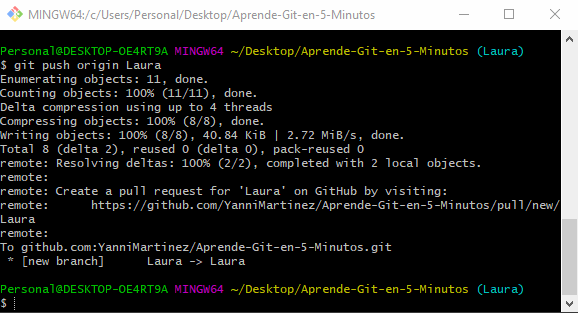 MINGW64:/c/Users/Personal/Desktop/Aprende-Git-en-5-Minutos
Personal@DESKTOP-OE4RT9A MINGW64 ~/Desktop/Aprende-Git-en-5-Minutos (Laura)
$ git push origin Laura
Enumerating objects: 11, done.
Counting objects: 100% (11/11), done.
Delta compression using up to 4 threads
Compressing objects: 100% (8/8), done.
Writing objects: 100% (8/8), 40.84 KiB | 2.72 MiB/s, done.
Total 8 (delta 2), reused 0 (delta 0), pack-reused 0
remote: Resolving deltas: 100% (2/2), completed with 2 local objects.
remote:
remote: Create a pull request for 'Laura' on GitHub by visiting:
remote:      https://github.com/YanniMartinez/Aprende-Git-en-5-Minutos/pull/new/
Laura
remote:
To github.com:YanniMartinez/Aprende-Git-en-5-Minutos.git
 * [new branch]      Laura -> Laura
Personal@DESKTOP-OE4RT9A MINGW64 ~/Desktop/Aprende-Git-en-5-Minutos (Laura)
$